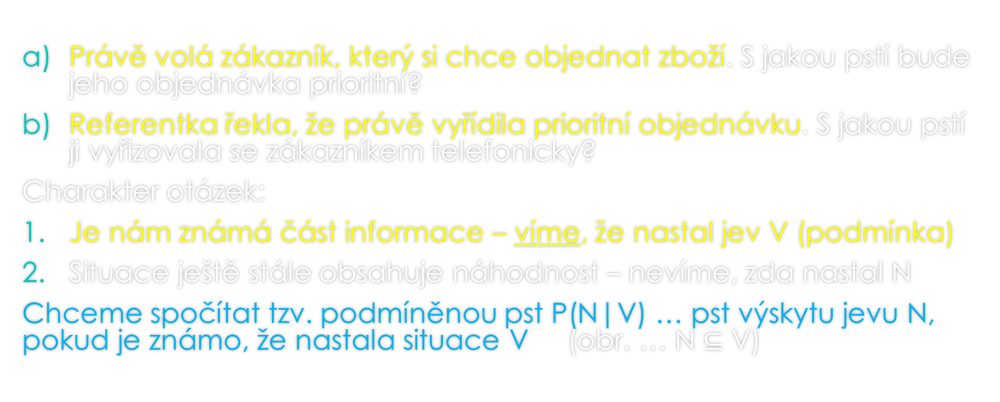 a) Právě volá zákazník, který si chce objednat zboží. S jakou pstí bude
jeho objednávka prioritní?
b) Referentka řekla, že právě vyřídila prioritní objednávku. S jakou pstí
ji vyřizovala se zákazníkem telefonicky?
Charakter otázek:
1. Je nám známá část informace – víme, že nastal jev V (podmínka)
2. Situace ještě stále obsahuje náhodnost – nevíme, zda nastal N
Chceme spočítat tzv. podmíněnou pst P(N|V) … pst výskytu jevu N,
pokud je známo, že nastala situace V (obr. … N ⊆ V)